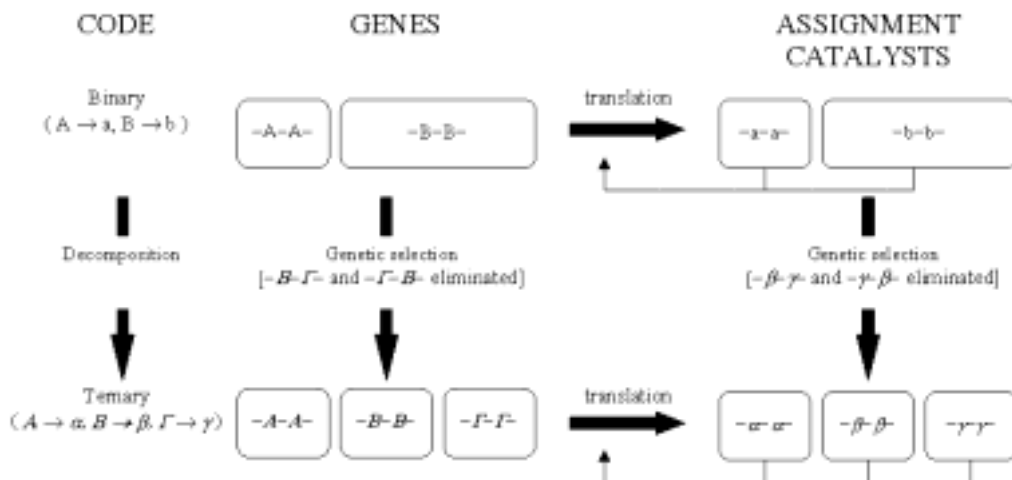 CODE
GENES
ASSIGNMENT
CATALYSTS
Binary
( A → a, B → b )
-A-A-
-B-B-
translation
-a-a-
-b-b-
Decomposition
Genetic selection
[-B-Γ- and -Γ-B- eliminated]
Genetic selection
[-β-γ- and -γ-β- eliminated]
Ternary
( A → α, B → β, Γ → γ)
-A-A-
-B-B-
-Γ-Γ-
translation
-α-α-
-β-β-
-γ-γ-